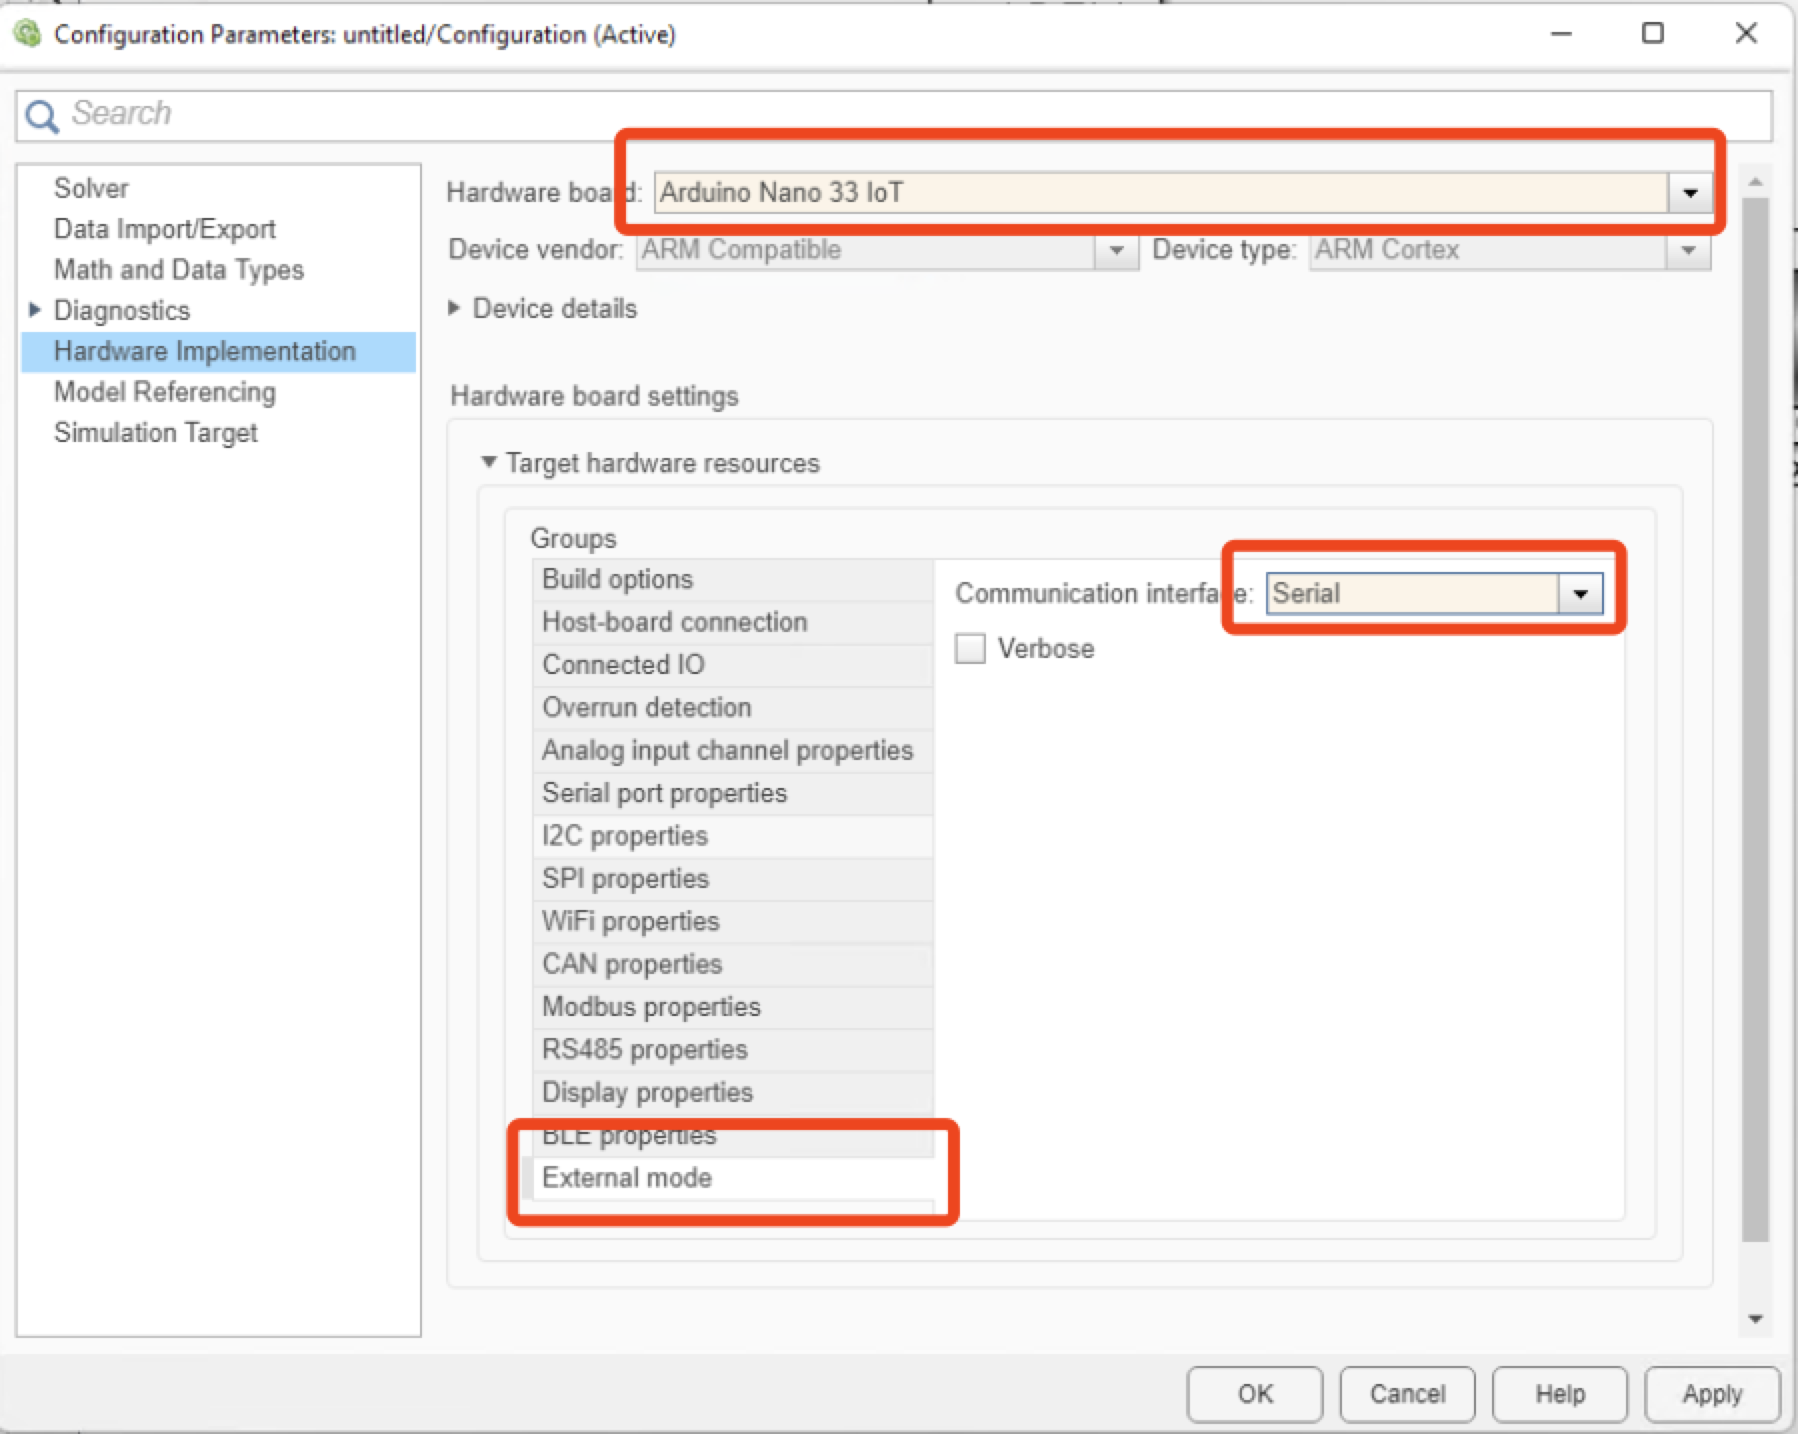 Configuration Parameters: untitled/Configuration (Active)
Search
Solver
Data Import/Export
Math and Data Types
Diagnostics
Hardware Implementation
Model Referencing
Simulation Target
Hardware board: Arduino Nano 33 IoT
Device vendor: ARM Compatible Device type: ARM Cortex
Device details
Hardware board settings
Target hardware resources
Groups
Build options
Host-board connection
Connected IO
Overrun detection
Analog input channel properties
Serial port properties
I2C properties
SPI properties
WiFi properties
CAN properties
Modbus properties
RS485 properties
Display properties
BLE properties
External mode
Communication interface: Serial
Verbose
OK Cancel Help Apply